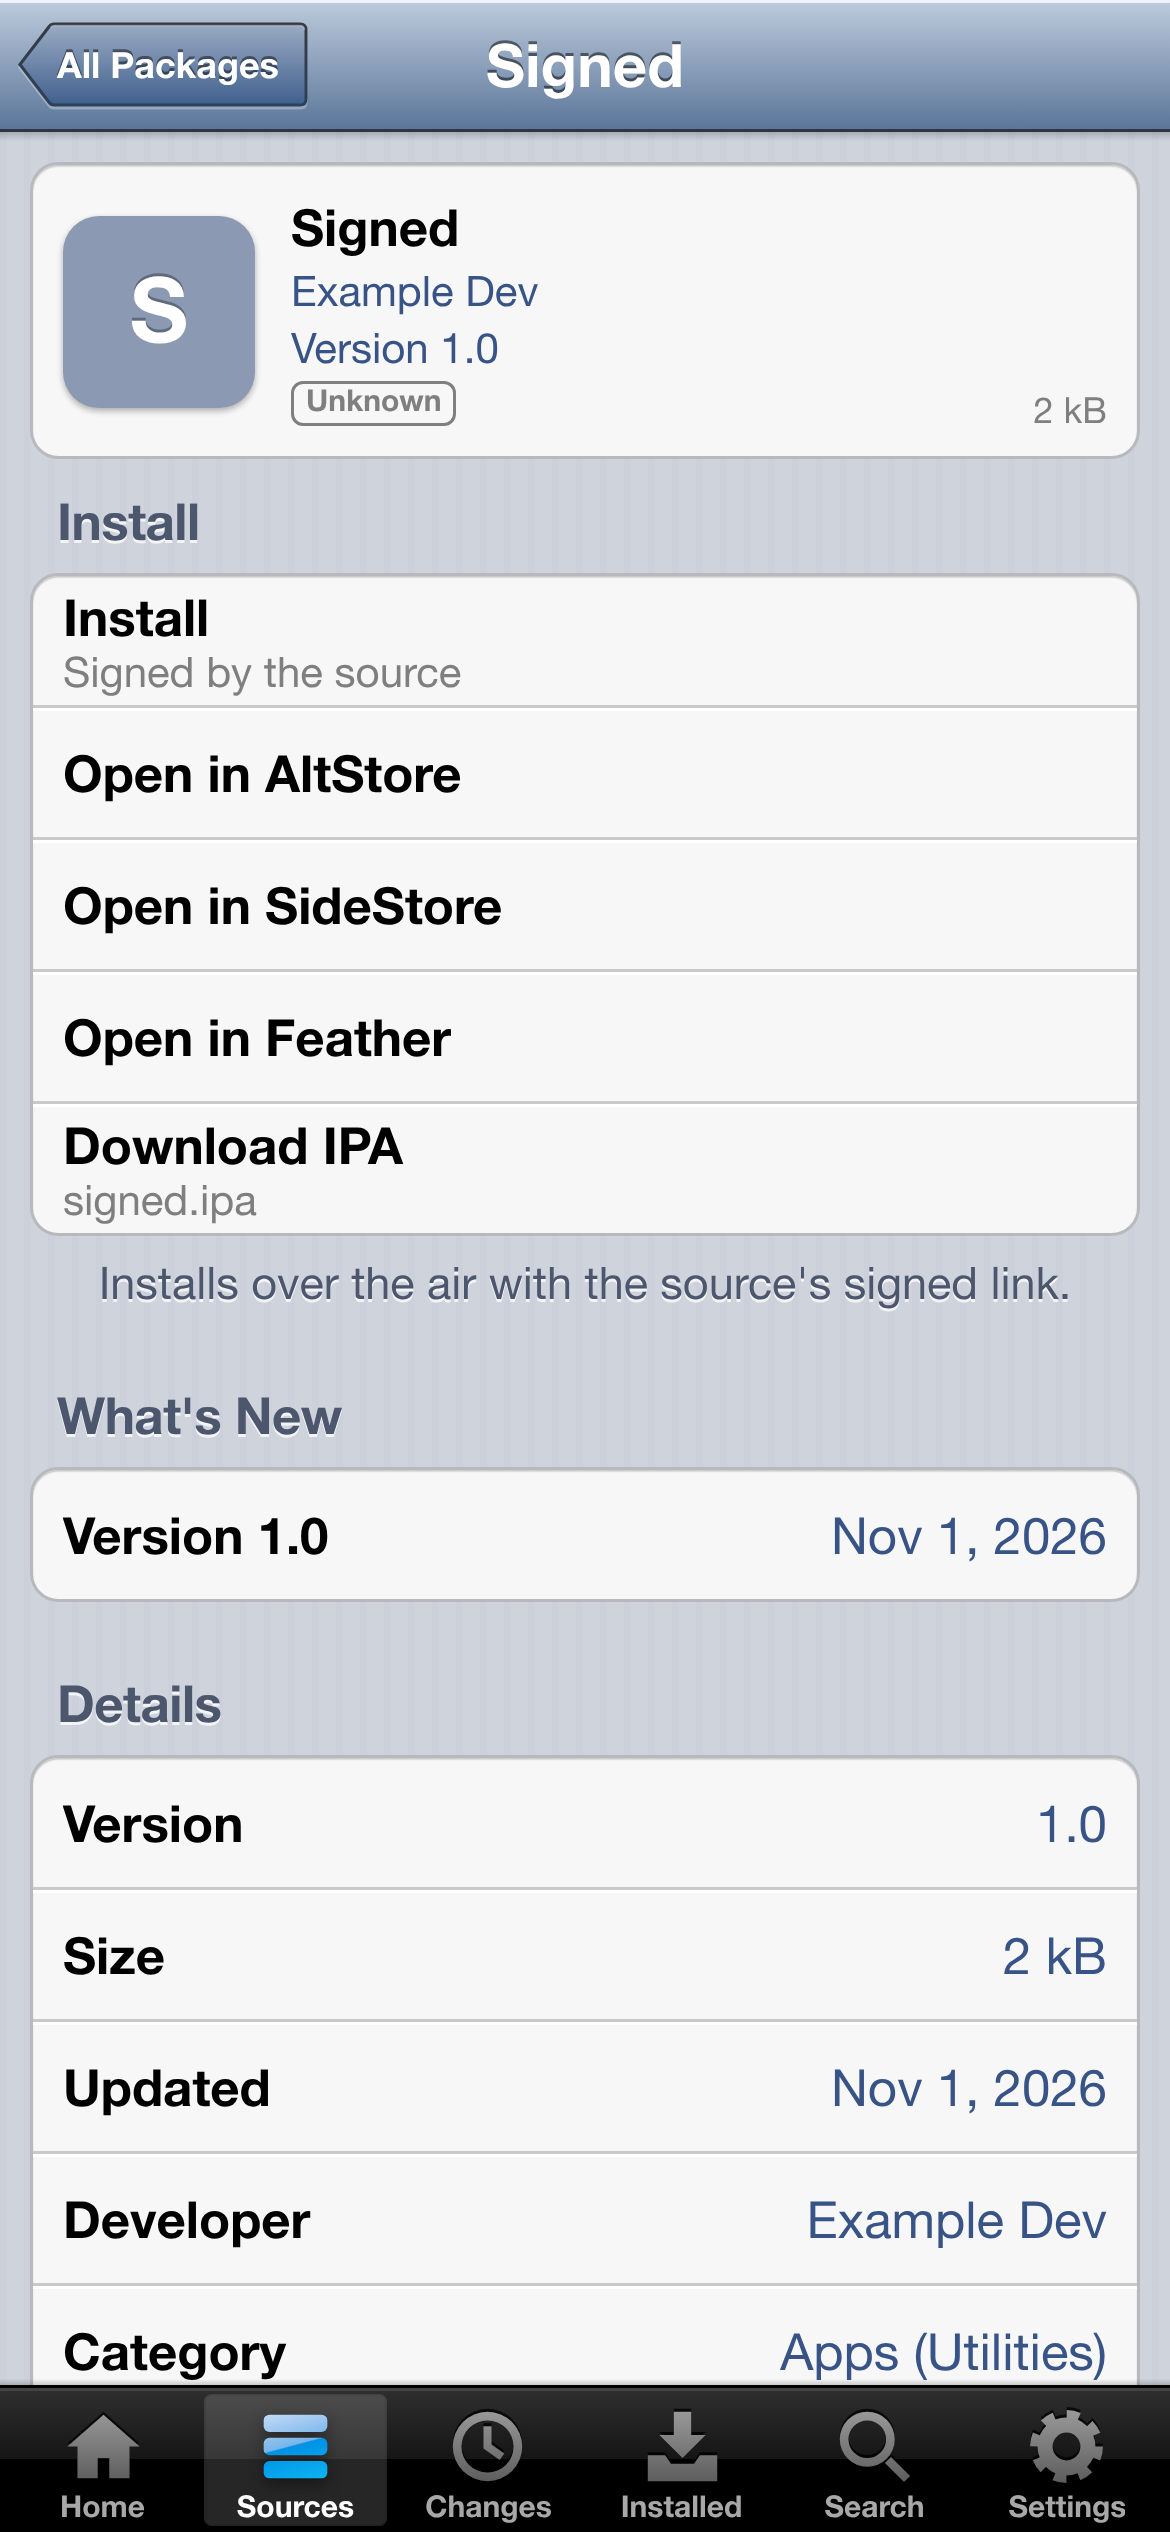 All Packages
Signed
S
Signed
Example Dev
Version 1.0
Unknown
2 kB
Install
Install
Signed by the source
Open in AltStore
Open in SideStore
Open in Feather
Download IPA
signed.ipa
Installs over the air with the source's signed link.
What's New
Version 1.0 Nov 1, 2026
Details
Version 1.0
Size 2 kB
Updated Nov 1, 2026
Developer Example Dev
Category Apps (Utilities)
Home Sources Changes Installed Search Settings